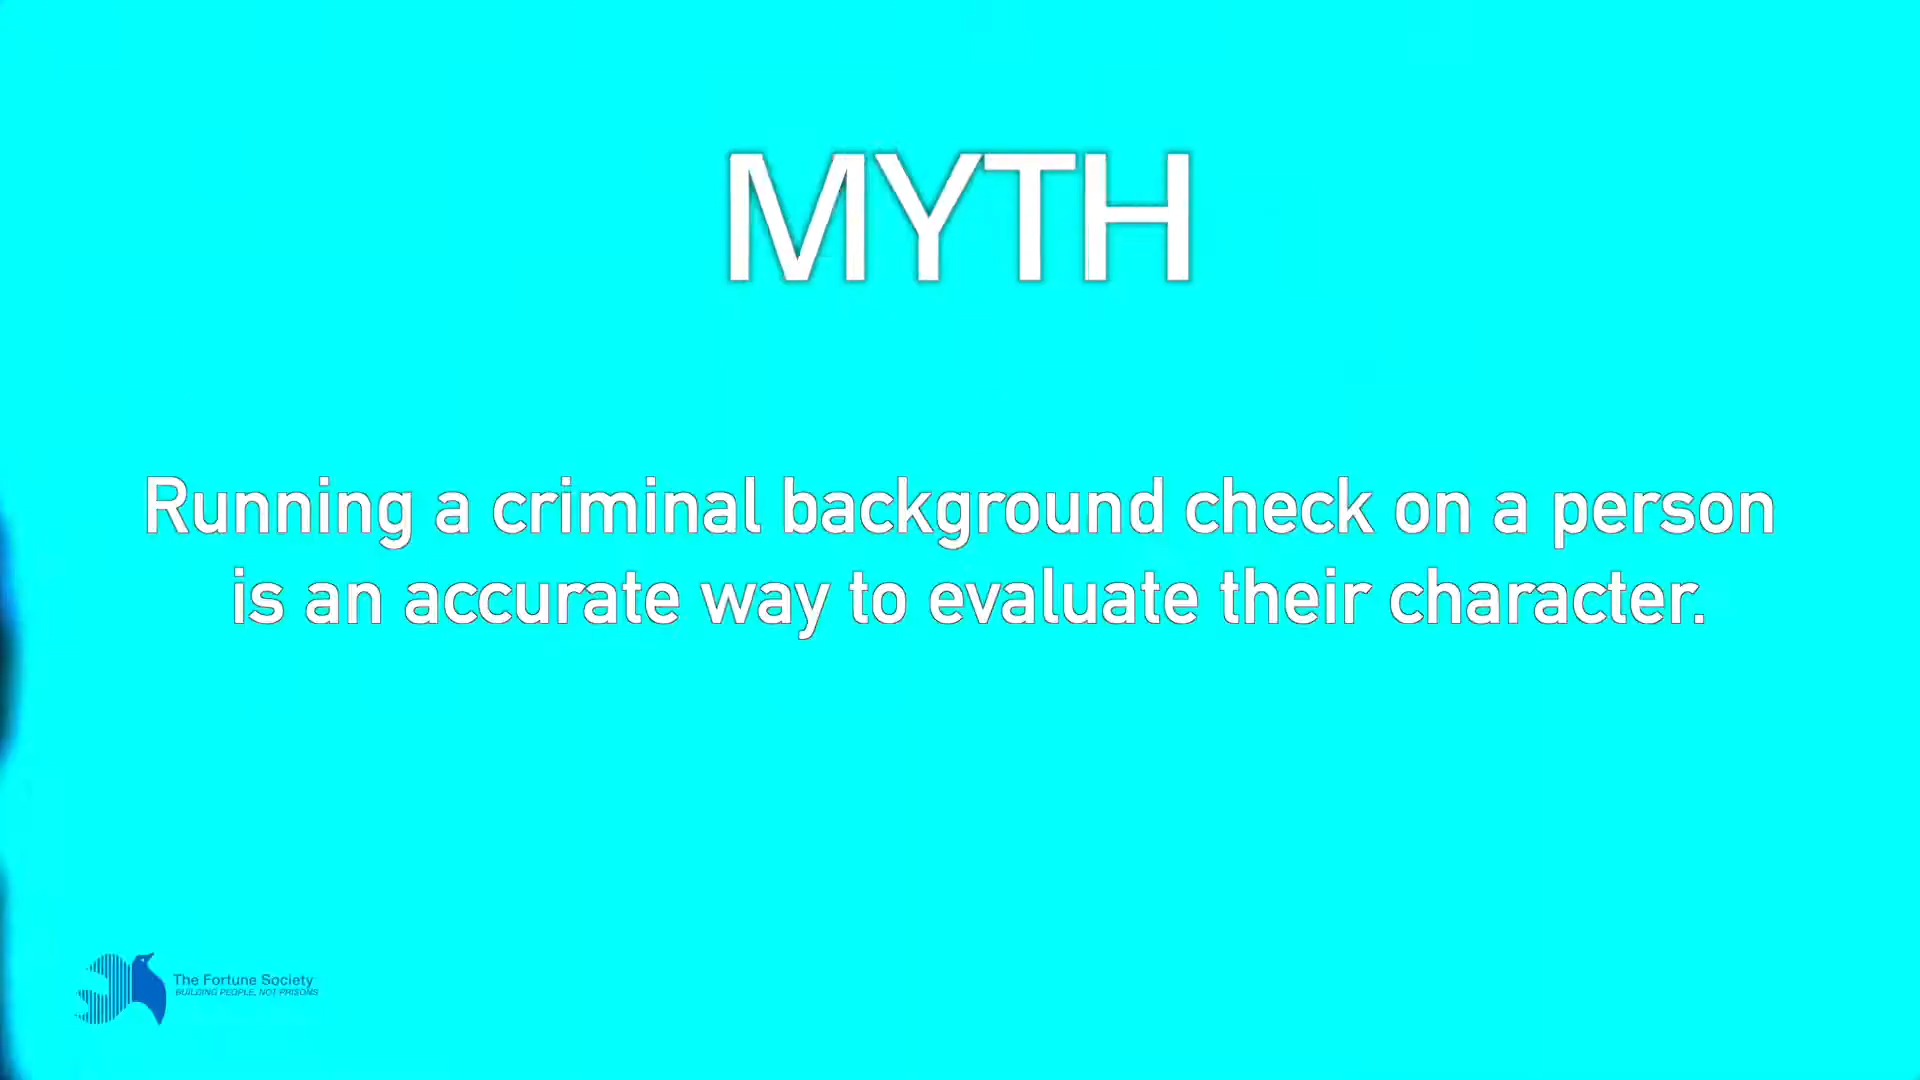 MYTH
Running a criminal background check on a person
is an accurate way to evaluate their character.
The Fortune Society
BUILDING PEOPLE, NOT PRISONS